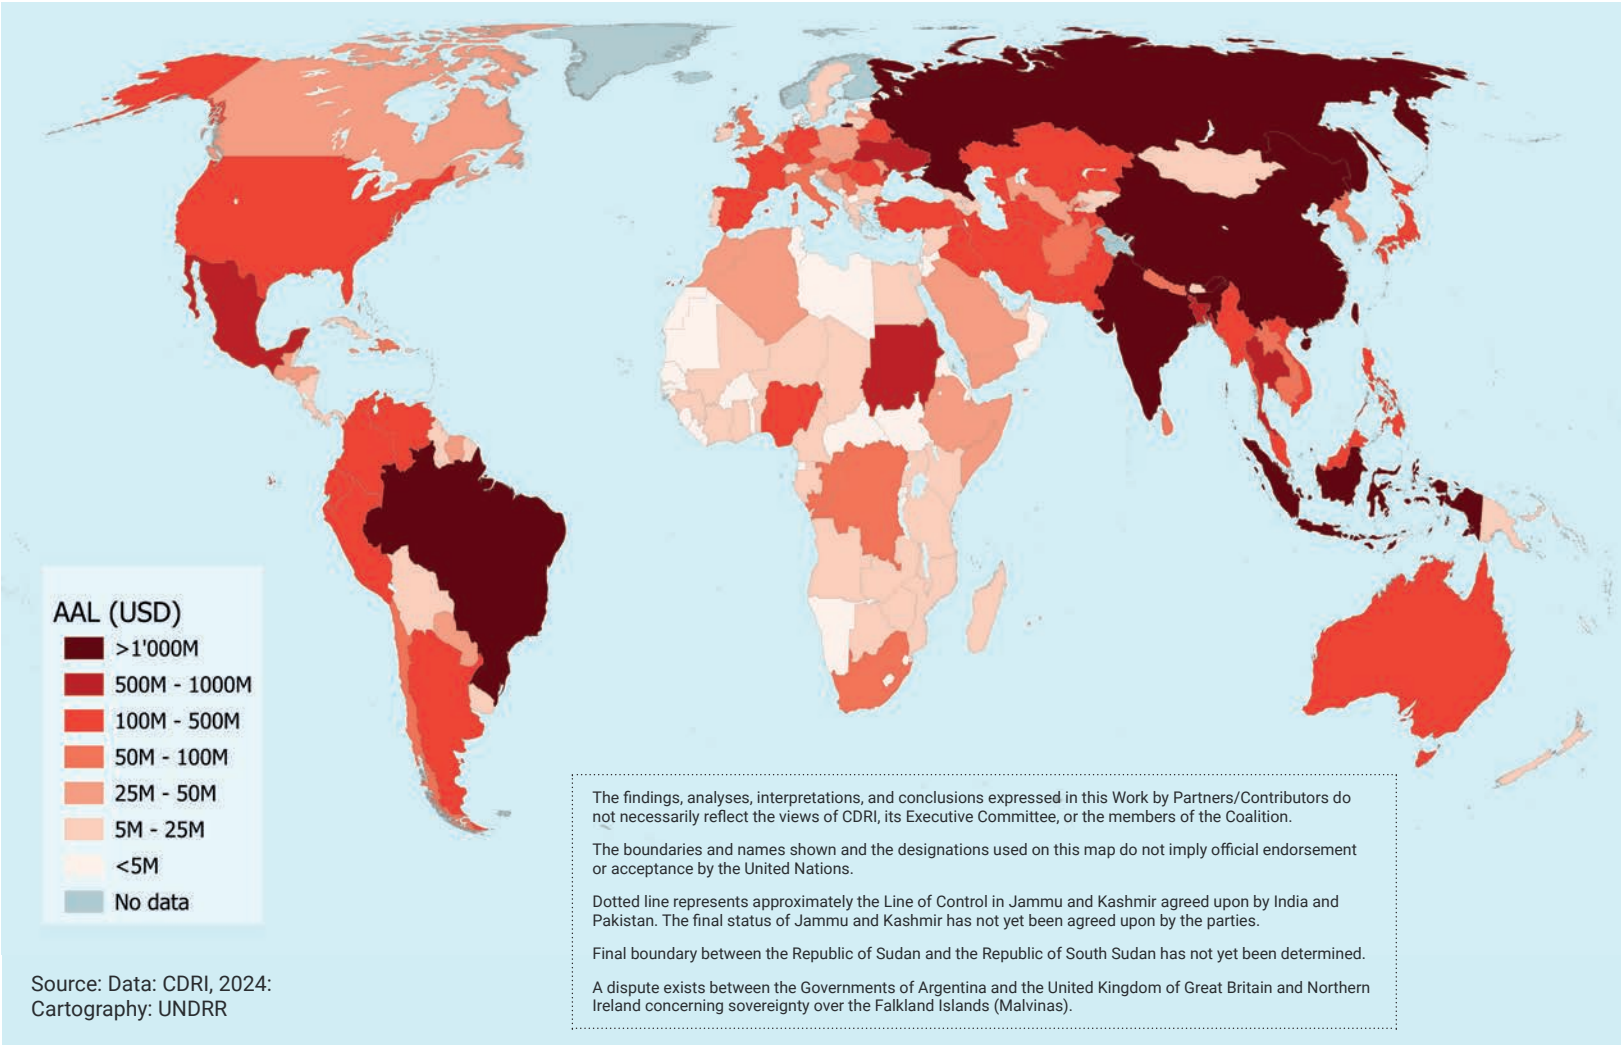 AAL (USD)
>1'000M
500M - 1000M
100M - 500M
50M - 100M
25M - 50M
5M - 25M
<5M
No data
Source: Data: CDRI, 2024:
Cartography: UNDRR
The findings, analyses, interpretations, and conclusions expressed in this Work by Partners/Contributors do
not necessarily reflect the views of CDRI, its Executive Committee, or the members of the Coalition.
The boundaries and names shown and the designations used on this map do not imply official endorsement
or acceptance by the United Nations.
Dotted line represents approximately the Line of Control in Jammu and Kashmir agreed upon by India and
Pakistan. The final status of Jammu and Kashmir has not yet been agreed upon by the parties.
Final boundary between the Republic of Sudan and the Republic of South Sudan has not yet been determined.
A dispute exists between the Governments of Argentina and the United Kingdom of Great Britain and Northern
Ireland concerning sovereignty over the Falkland Islands (Malvinas).